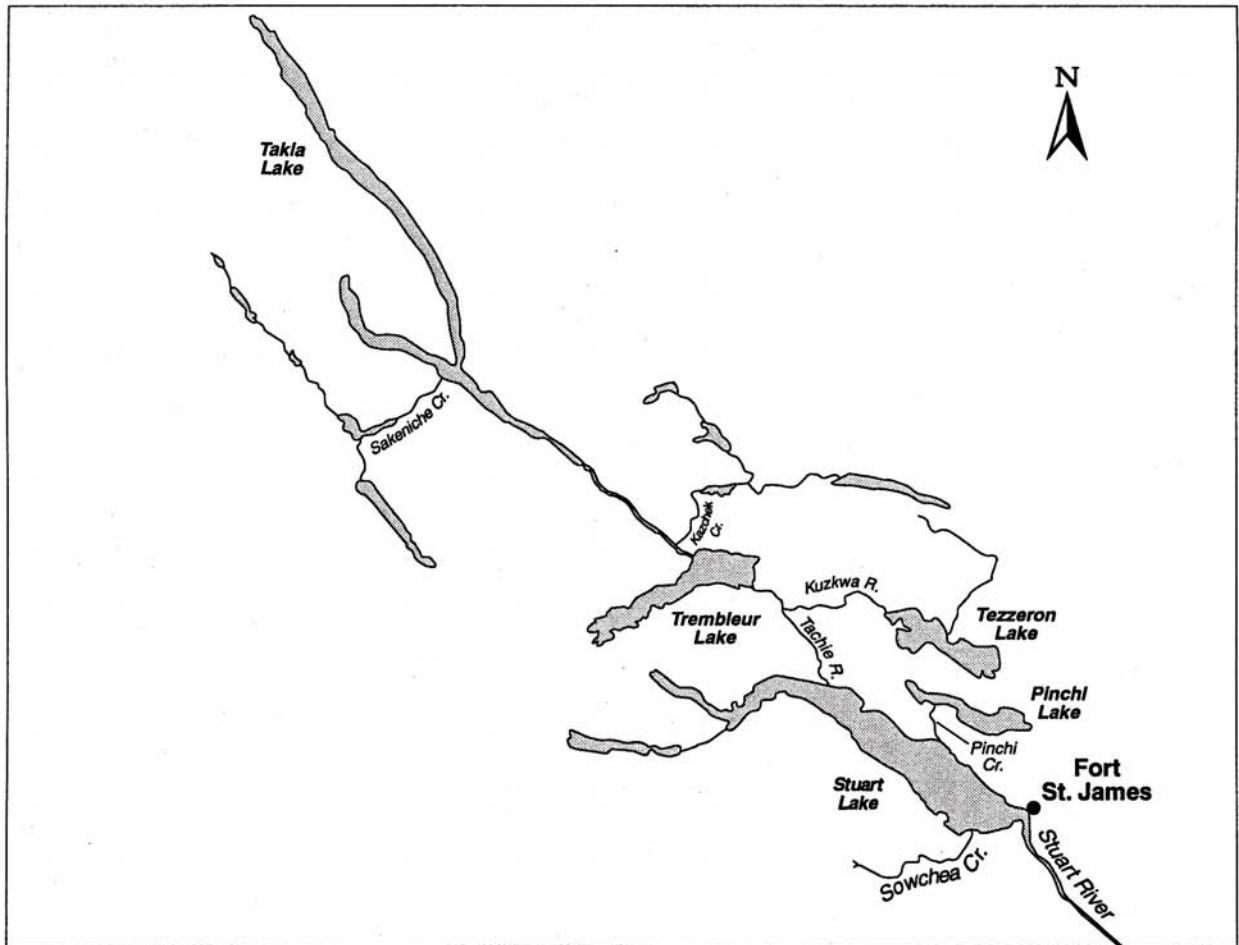 N
Takla
Lake
Sakeniche Cr.
Kazchek
Cr.
Kuzkwa R.
Trembleur
Lake
Tachie R.
Tezzeron
Lake
Pinchi
Lake
Pinchi
Cr.
Fort
St. James
Stuart
Lake
Sowchea Cr.
Stuart River